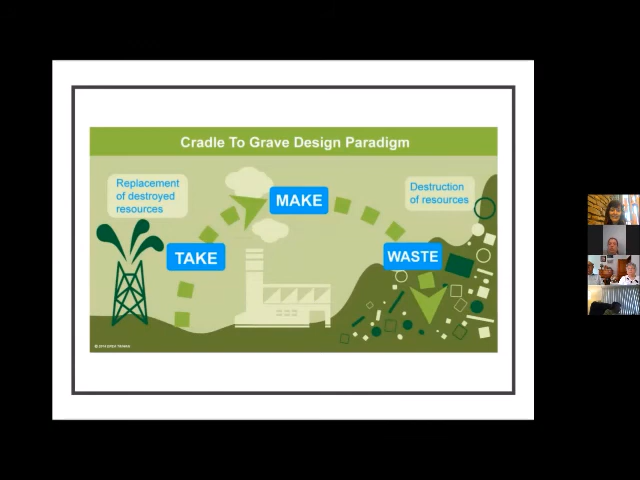 Cradle To Grave Design Paradigm
Replacement
of destroyed
resources
MAKE
Destruction
of resources
TAKE
WASTE